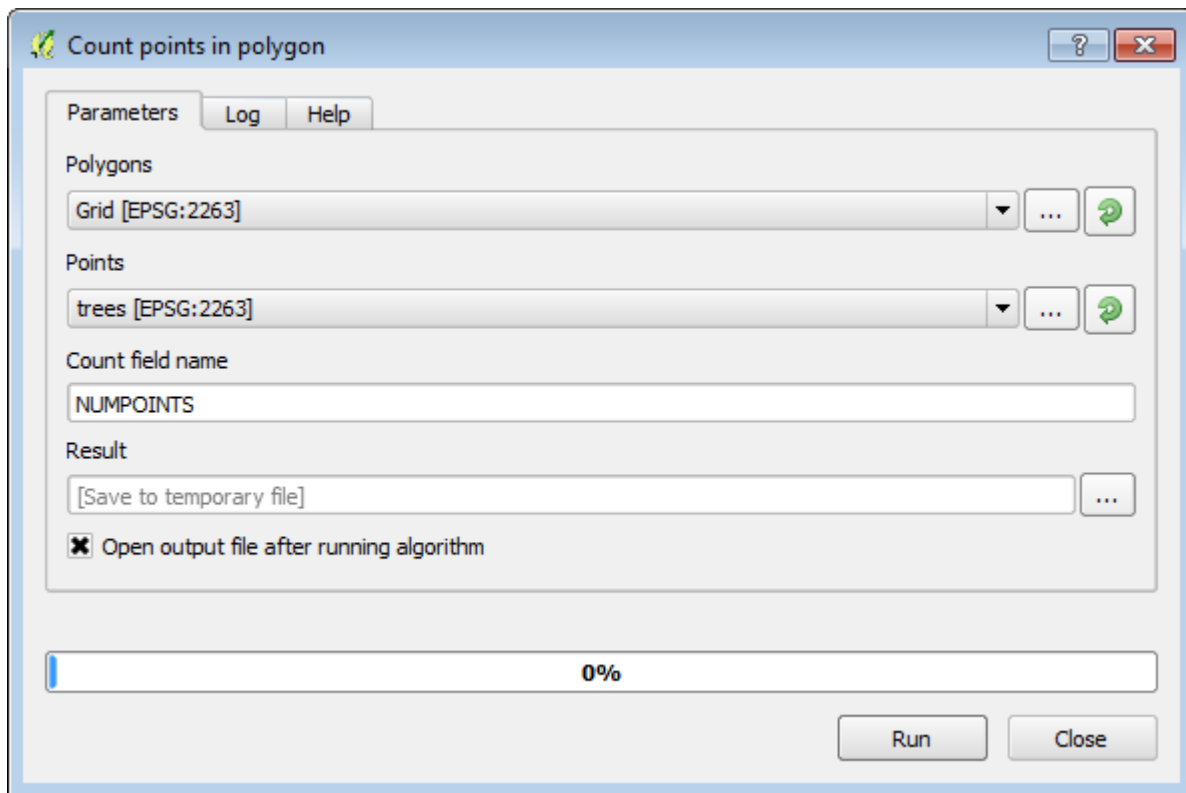 Count points in polygon
Parameters Log Help
Polygons
Grid [EPSG:2263]
...
Points
trees [EPSG:2263]
...
Count field name
NUMPOINTS
Result
[Save to temporary file]
...
Open output file after running algorithm
0%
Run Close